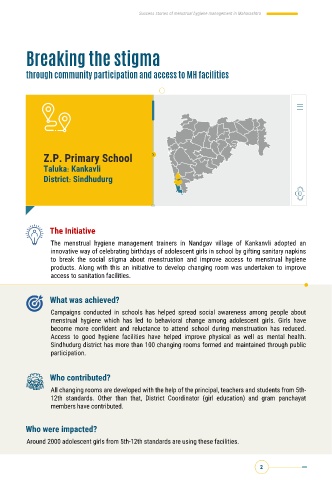 Success stories of menstrual hygiene management in Maharashtra
Breaking the stigma
through community participation and access to MH facilities
Z.P. Primary School
Taluka: Kankavli
District: Sindhudurg
The Initiative
The menstrual hygiene management trainers in Nandgav village of Kankanvli adopted an
innovative way of celebrating birthdays of adolescent girls in school by gifting sanitary napkins
to break the social stigma about menstruation and improve access to menstrual hygiene
products. Along with this an initiative to develop changing room was undertaken to improve
access to sanitation facilities.
What was achieved?
Campaigns conducted in schools has helped spread social awareness among people about
menstrual hygiene which has led to behavioral change among adolescent girls. Girls have
become more confident and reluctance to attend school during menstruation has reduced.
Access to good hygiene facilities have helped improve physical as well as mental health.
Sindhudurg district has more than 100 changing rooms formed and maintained through public
participation.
Who contributed?
All changing rooms are developed with the help of the principal, teachers and students from 5th-
12th standards. Other than that, District Coordinator (girl education) and gram panchayat
members have contributed.
Who were impacted?
Around 2000 adolescent girls from 5th-12th standards are using these facilities.
2